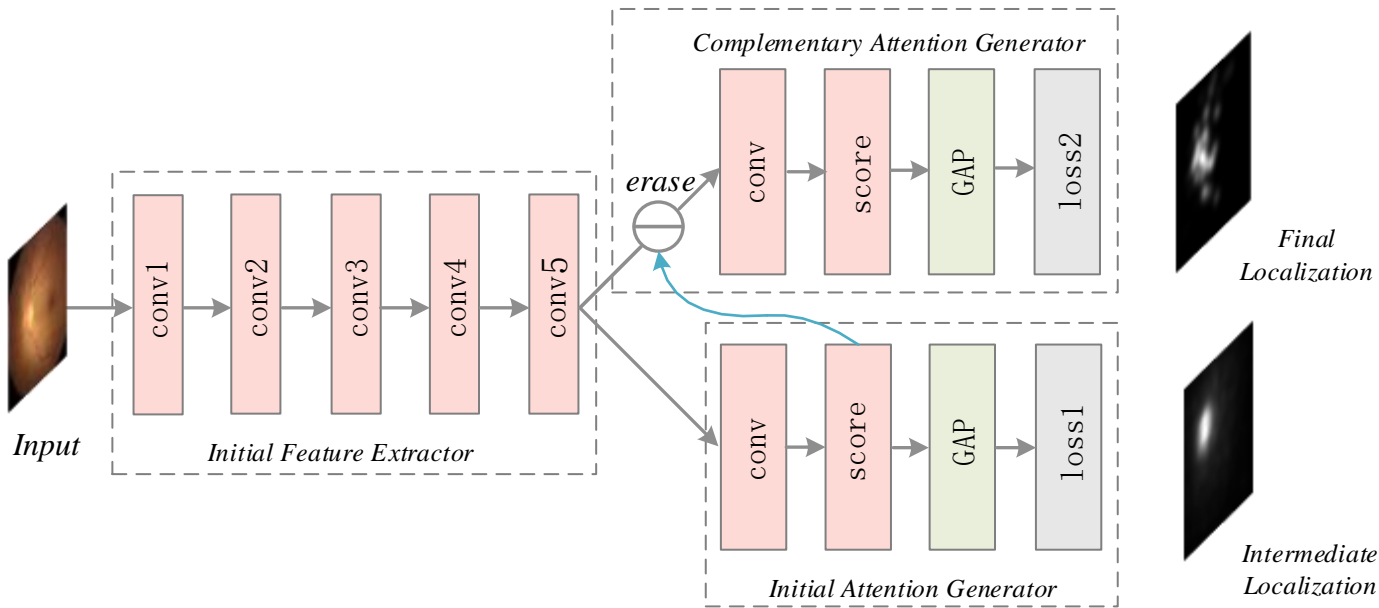 Complementary Attention Generator
conv
score
GAP
loss2
erase
Final
Localization
conv1
conv2
conv3
conv4
conv5
Input
Initial Feature Extractor
conv
score
GAP
loss1
Initial Attention Generator
Intermediate
Localization